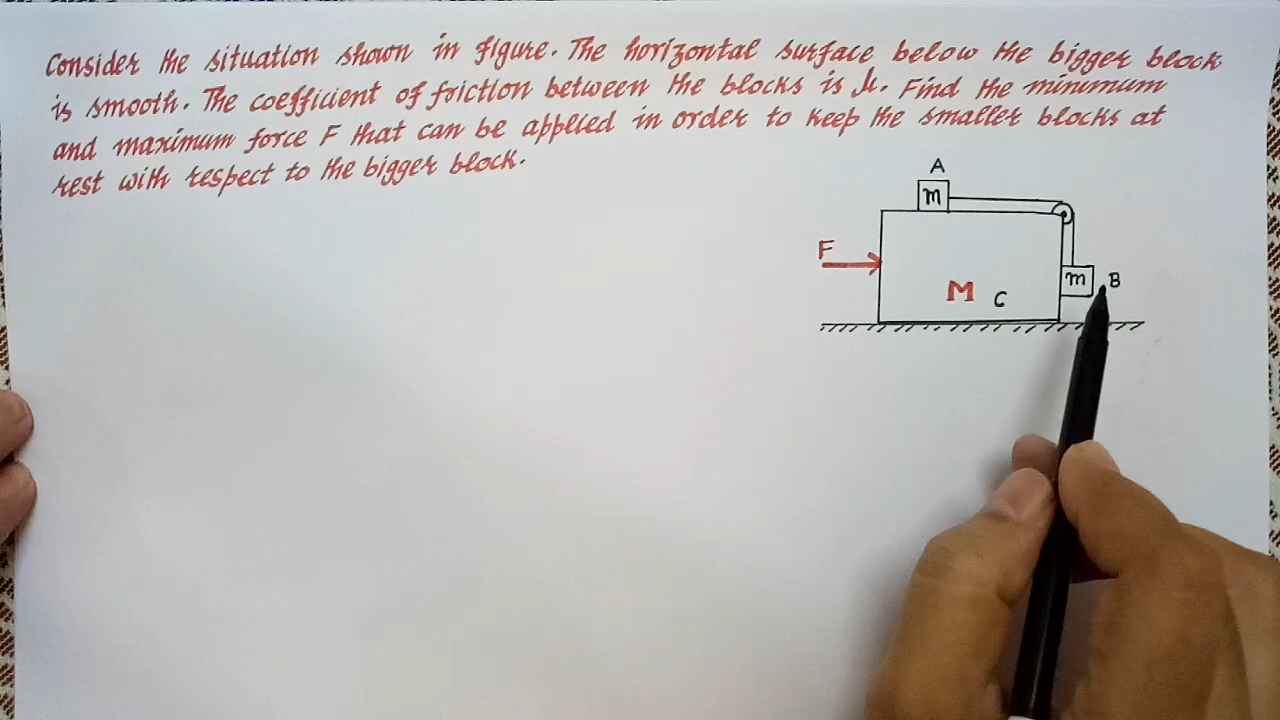 Consider the situation shown in figure. The horizontal surface below the bigger block
is smooth. The coefficient of friction between the blocks is μ. Find the minimum
and maximum force F that can be applied in order to keep the smaller blocks at
rest with respect to the bigger block.
A
m
F
m B
M C